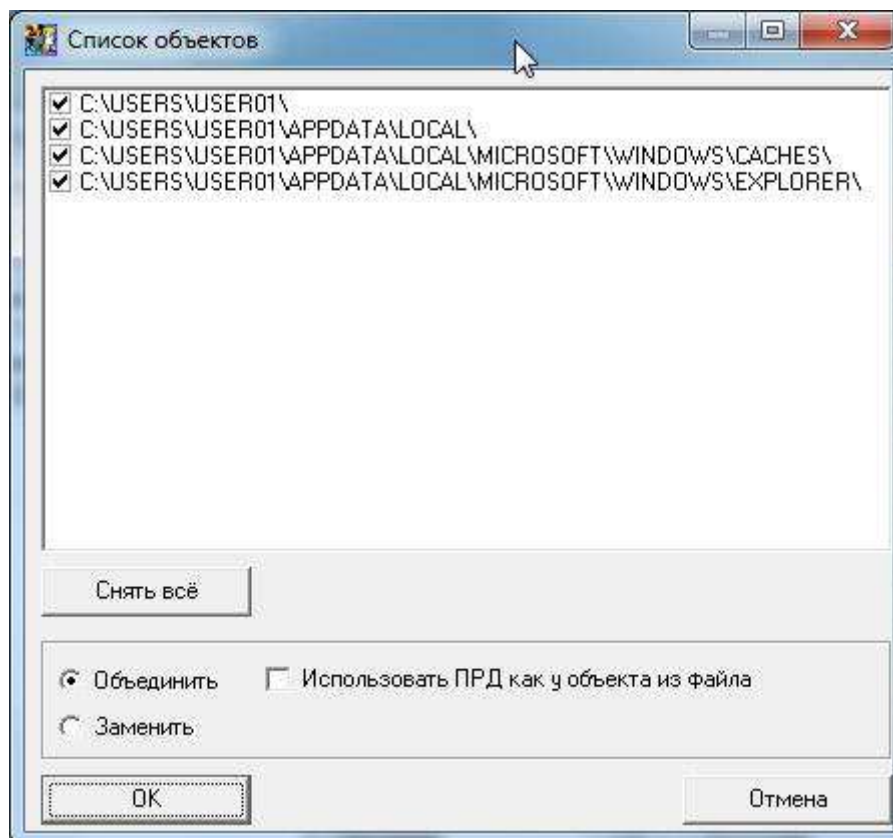 Список объектов
C:\USERS\USER01\
C:\USERS\USER01\APPDATA\LOCAL\
C:\USERS\USER01\APPDATA\LOCAL\MICROSOFT\WINDOWS\CACHES\
C:\USERS\USER01\APPDATA\LOCAL\MICROSOFT\WINDOWS\EXPLORER\
Снять всё
Объединить
Использовать ПРД как у объекта из файла
Заменить
OK
Отмена